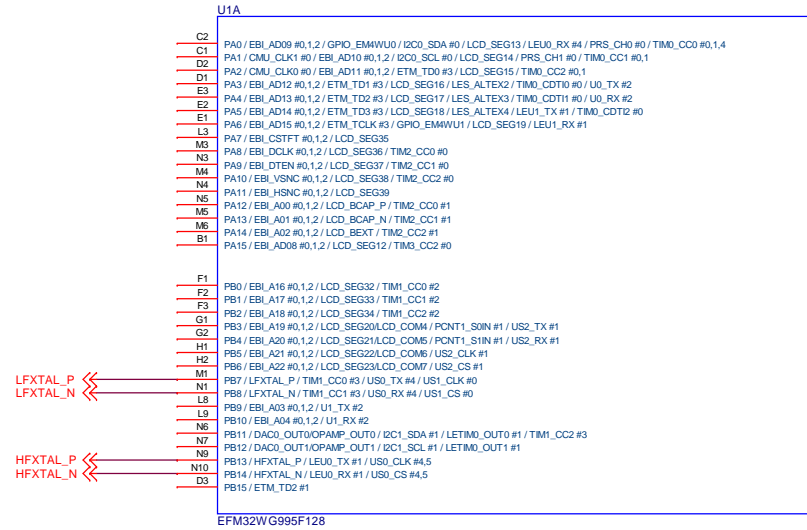 U1A
C2 PA0 / EBI_AD09 #0,1,2 / GPIO_EM4WU0 / I2C0_SDA #0 / LCD_SEG13 / LEU0_RX #4 / PRS_CH0 #0 / TIM0_CC0 #0,1,4
C1 PA1 / CMU_CLK1 #0 / EBI_AD10 #0,1,2 / I2C0_SCL #0 / LCD_SEG14 / PRS_CH1 #0 / TIM0_CC1 #0,1
D2 PA2 / CMU_CLK0 #0 / EBI_AD11 #0,1,2 / ETM_TD0 #3 / LCD_SEG15 / TIM0_CC2 #0,1
D1 PA3 / EBI_AD12 #0,1,2 / ETM_TD1 #3 / LCD_SEG16 / LES_ALTEX2 / TIM0_CDTI0 #0 / U0_TX #2
E3 PA4 / EBI_AD13 #0,1,2 / ETM_TD2 #3 / LCD_SEG17 / LES_ALTEX3 / TIM0_CDTI1 #0 / U0_RX #2
E2 PA5 / EBI_AD14 #0,1,2 / ETM_TD3 #3 / LCD_SEG18 / LES_ALTEX4 / LEU1_TX #1 / TIM0_CDTI2 #0
E1 PA6 / EBI_AD15 #0,1,2 / ETM_TCLK #3 / GPIO_EM4WU1 / LCD_SEG19 / LEU1_RX #1
L3 PA7 / EBI_CSTFT #0,1,2 / LCD_SEG35
M3 PA8 / EBI_DCLK #0,1,2 / LCD_SEG36 / TIM2_CC0 #0
N3 PA9 / EBI_DTEN #0,1,2 / LCD_SEG37 / TIM2_CC1 #0
M4 PA10 / EBI_VSNC #0,1,2 / LCD_SEG38 / TIM2_CC2 #0
N4 PA11 / EBI_HSNC #0,1,2 / LCD_SEG39
N5 PA12 / EBI_A00 #0,1,2 / LCD_BCAP_P / TIM2_CC0 #1
M5 PA13 / EBI_A01 #0,1,2 / LCD_BCAP_N / TIM2_CC1 #1
M6 PA14 / EBI_A02 #0,1,2 / LCD_BEXT / TIM2_CC2 #1
B1 PA15 / EBI_AD08 #0,1,2 / LCD_SEG12 / TIM3_CC2 #0
F1 PB0 / EBI_A16 #0,1,2 / LCD_SEG32 / TIM1_CC0 #2
F2 PB1 / EBI_A17 #0,1,2 / LCD_SEG33 / TIM1_CC1 #2
F3 PB2 / EBI_A18 #0,1,2 / LCD_SEG34 / TIM1_CC2 #2
G1 PB3 / EBI_A19 #0,1,2 / LCD_SEG20/LCD_COM4 / PCNT1_S0IN #1 / US2_TX #1
G2 PB4 / EBI_A20 #0,1,2 / LCD_SEG21/LCD_COM5 / PCNT1_S1IN #1 / US2_RX #1
H1 PB5 / EBI_A21 #0,1,2 / LCD_SEG22/LCD_COM6 / US2_CLK #1
H2 PB6 / EBI_A22 #0,1,2 / LCD_SEG23/LCD_COM7 / US2_CS #1
LFXTAL_P M1 PB7 / LFXTAL_P / TIM1_CC0 #3 / US0_TX #4 / US1_CLK #0
LFXTAL_N N1 PB8 / LFXTAL_N / TIM1_CC1 #3 / US0_RX #4 / US1_CS #0
L8 PB9 / EBI_A03 #0,1,2 / U1_TX #2
L9 PB10 / EBI_A04 #0,1,2 / U1_RX #2
N6 PB11 / DAC0_OUT0/OPAMP_OUT0 / I2C1_SDA #1 / LETIM0_OUT0 #1 / TIM1_CC2 #3
N7 PB12 / DAC0_OUT1/OPAMP_OUT1 / I2C1_SCL #1 / LETIM0_OUT1 #1
HFXTAL_P N9 PB13 / HFXTAL_P / LEU0_TX #1 / US0_CLK #4,5
HFXTAL_N N10 PB14 / HFXTAL_N / LEU0_RX #1 / US0_CS #4,5
D3 PB15 / ETM_TD2 #1
EFM32WG995F128